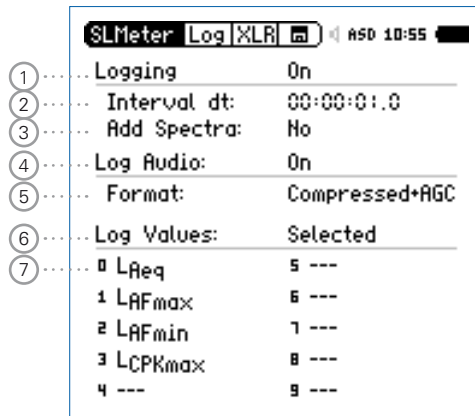 SLMeter Log XLR ASD 10:55
1 Logging On
2 Interval dt: 00:00:01.0
3 Add Spectra: No
4 Log Audio: On
5 Format: Compressed+AGC
6 Log Values: Selected
7 0 LAeq 5 ---
1 LAFmax 6 ---
2 LAFmin 7 ---
3 LCPKmax 8 ---
4 --- 9 ---